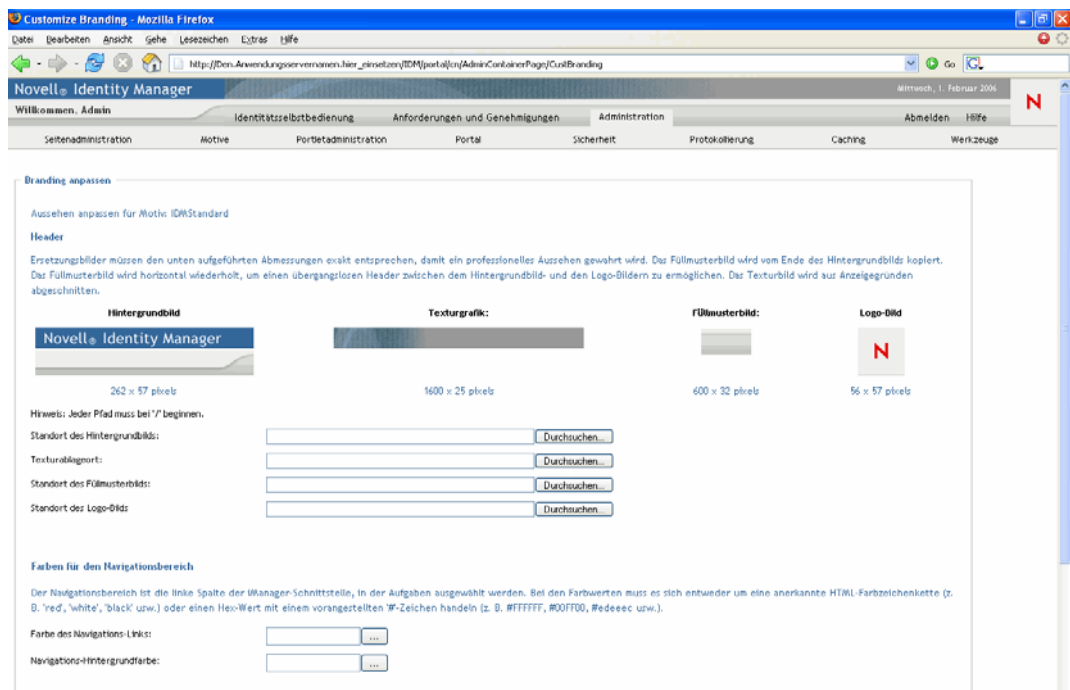 Customize Branding - Mozilla Firefox
Datei Bearbeiten Ansicht Gehe Lesezeichen Extras Hilfe
http://Den.Anwendungsservernamen.hier_einsetzen/IDM/portal/cn/AdminContainerPage/CustBranding Go
Novell® Identity Manager Mittwoch, 1. Februar 2006 N
Willkommen, Admin
Identitätsselbstbedienung Anforderungen und Genehmigungen Administration Abmelden Hilfe
Seitenadministration Motive Portletadministration Portal Sicherheit Protokollierung Caching Werkzeuge
Branding anpassen
Aussehen anpassen für Motiv: IDMStandard
Header
Ersetzungsbilder müssen den unten aufgeführten Abmessungen exakt entsprechen, damit ein professionelles Aussehen gewahrt wird. Das Füllmusterbild wird vom Ende des Hintergrundbilds kopiert.
Das Füllmusterbild wird horizontal wiederholt, um einen übergangslosen Header zwischen dem Hintergrundbild- und den Logo-Bildern zu ermöglichen. Das Texturbild wird aus Anzeigegründen
abgeschnitten.
Hintergrundbild Texturgrafik: Füllmusterbild: Logo-Bild
Novell® Identity Manager N
262 x 57 pixels 1600 x 25 pixels 600 x 32 pixels 56 x 57 pixels
Hinweis: Jeder Pfad muss bei "/" beginnen.
Standort des Hintergrundbilds: Durchsuchen...
Texturablageort: Durchsuchen...
Standort des Füllmusterbilds: Durchsuchen...
Standort des Logo-Bilds Durchsuchen...
Farben für den Navigationsbereich
Der Navigationsbereich ist die linke Spalte der iManager-Schnittstelle, in der Aufgaben ausgewählt werden. Bei den Farbwerten muss es sich entweder um eine anerkannte HTML-Farbzeichenkette (z.
B. 'red', 'white', 'black' usw.) oder einen Hex-Wert mit einem vorangestellten '#'-Zeichen handeln (z. B. #FFFFFF, #00FF00, #edeeec usw.).
Farbe des Navigations-Links: ...
Navigations-Hintergrundfarbe: ...